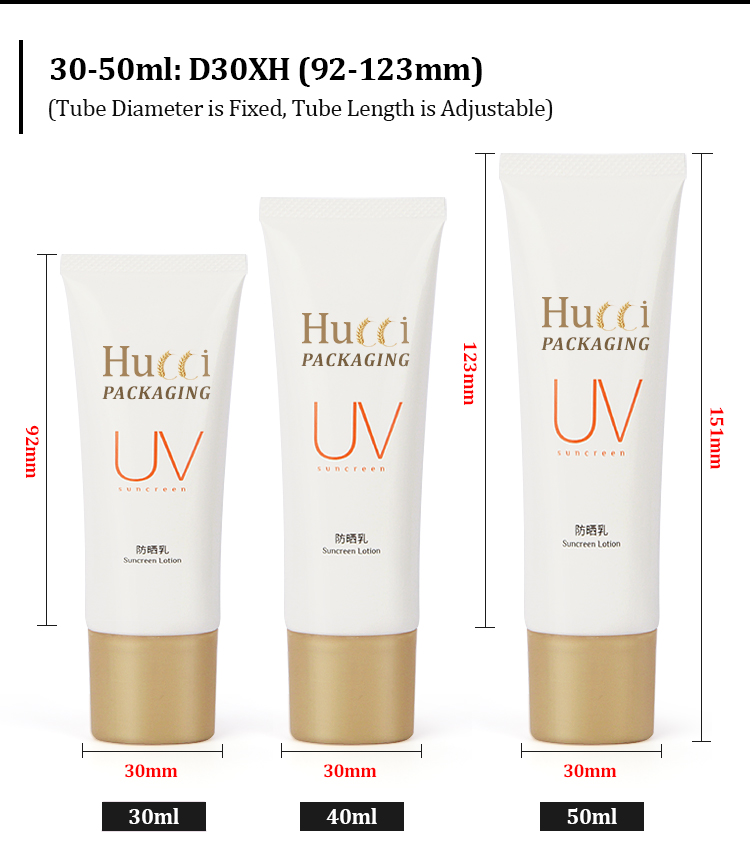 30-50ml: D30XH (92-123mm)
(Tube Diameter is Fixed, Tube Length is Adjustable)
92mm
Hucci
PACKAGING
UV
suncreen
防晒乳
Suncreen Lotion
30mm
30ml
Hucci
PACKAGING
UV
suncreen
防晒乳
Suncreen Lotion
30mm
40ml
123mm
Hucci
PACKAGING
UV
suncreen
防晒乳
Suncreen Lotion
151mm
30mm
50ml